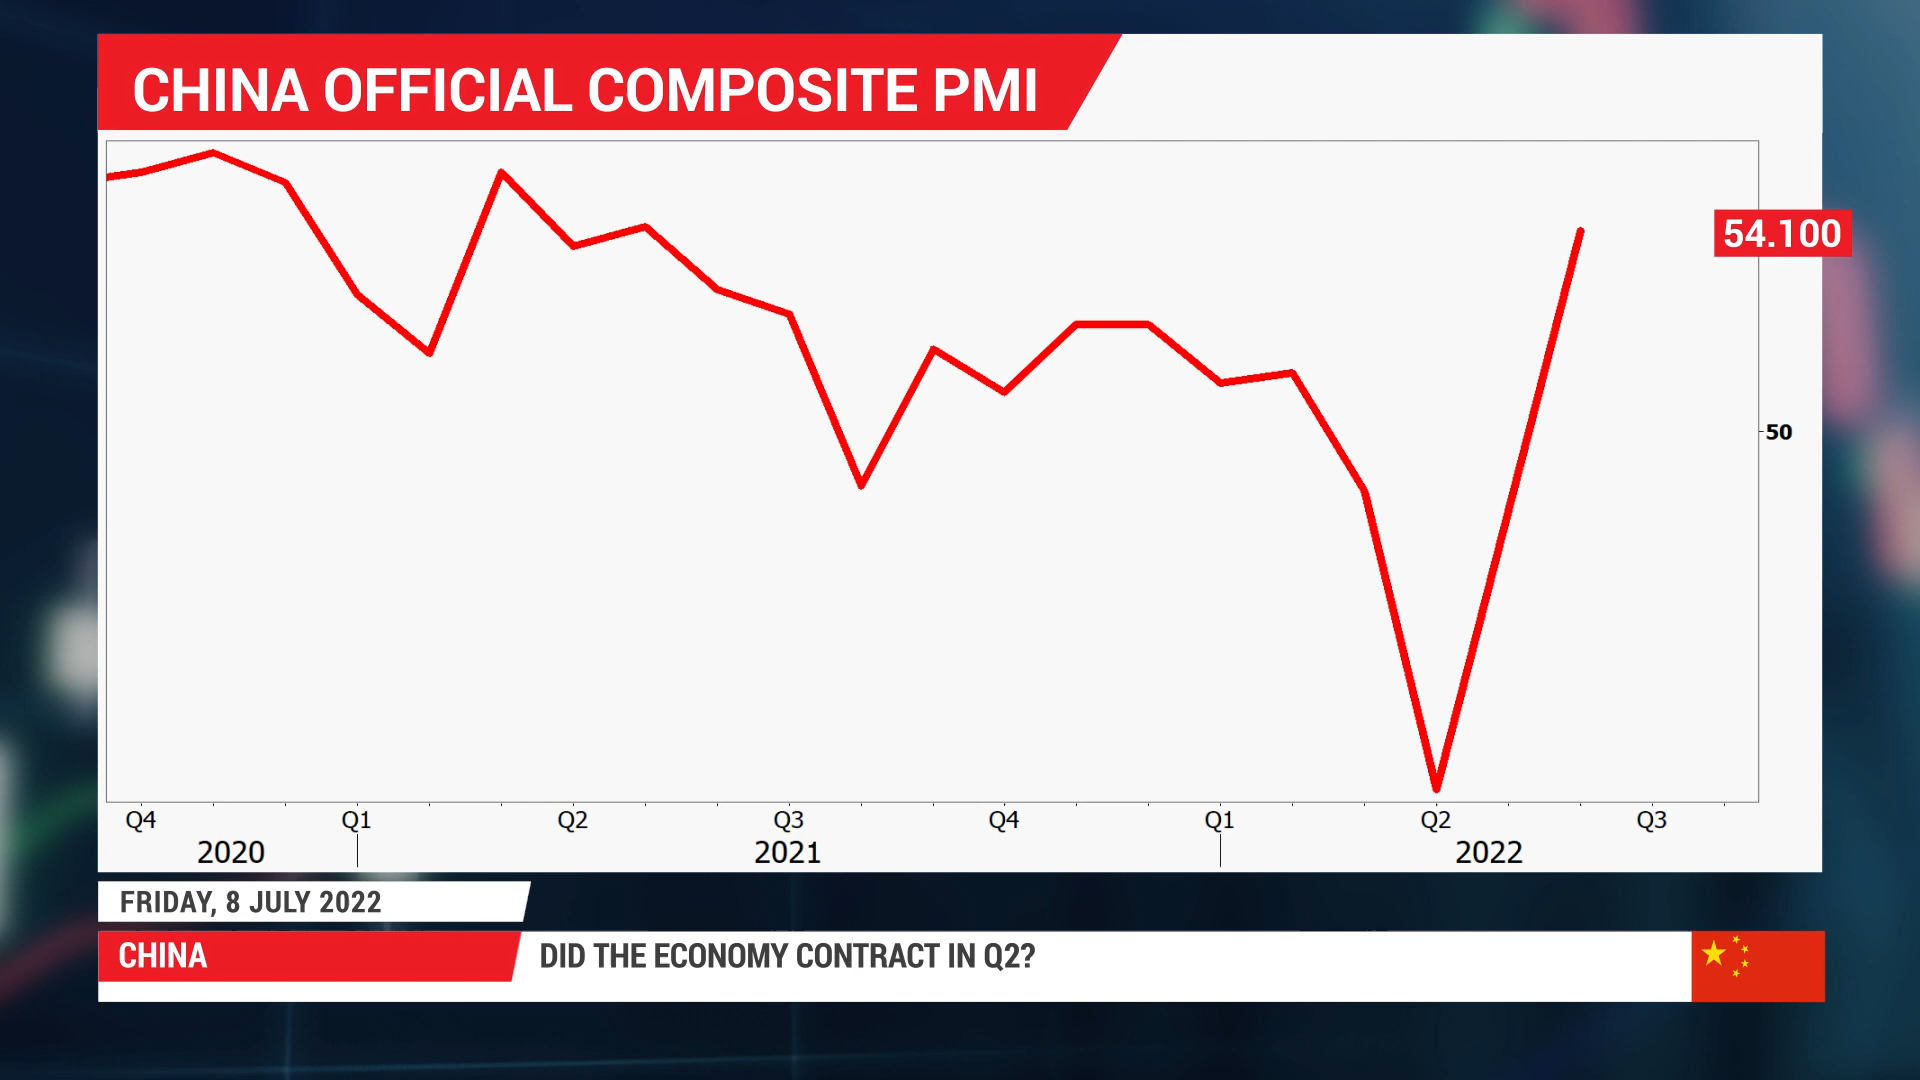 CHINA OFFICIAL COMPOSITE PMI
54.100
50
Q4 Q1 Q2 Q3 Q4 Q1 Q2 Q3
2020 2021 2022
FRIDAY, 8 JULY 2022
CHINA DID THE ECONOMY CONTRACT IN Q2?